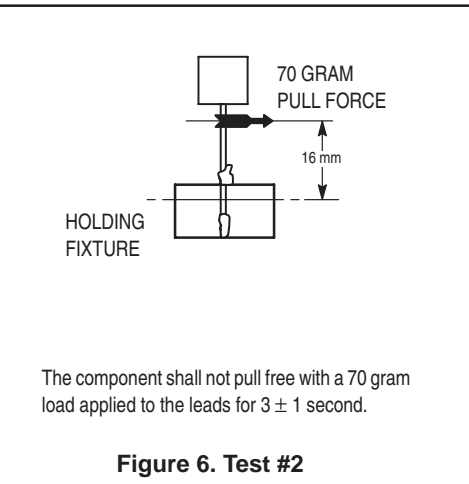 70 GRAM
PULL FORCE
16 mm
HOLDING
FIXTURE
The component shall not pull free with a 70 gram
load applied to the leads for 3 ± 1 second.
Figure 6. Test #2